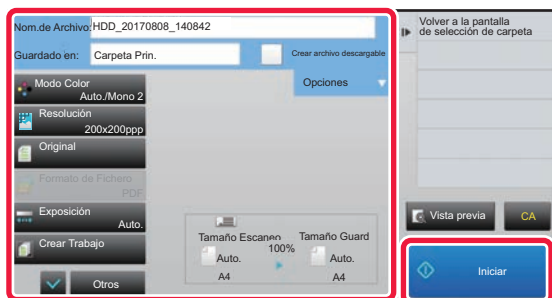 Nom.de Archivo: HDD_20170808_140842
Guardado en: Carpeta Prin.
Crear archivo descargable
Opciones
Modo Color
Auto./Mono 2
Resolución
200x200ppp
Original
Formato de Fichero
PDF
Exposición
Auto.
Crear Trabajo
Otros
Tamaño Escaneo
100%
Tamaño Guard
Auto.
A4
Auto.
A4
Volver a la pantalla
de selección de carpeta
Vista previa
CA
Iniciar